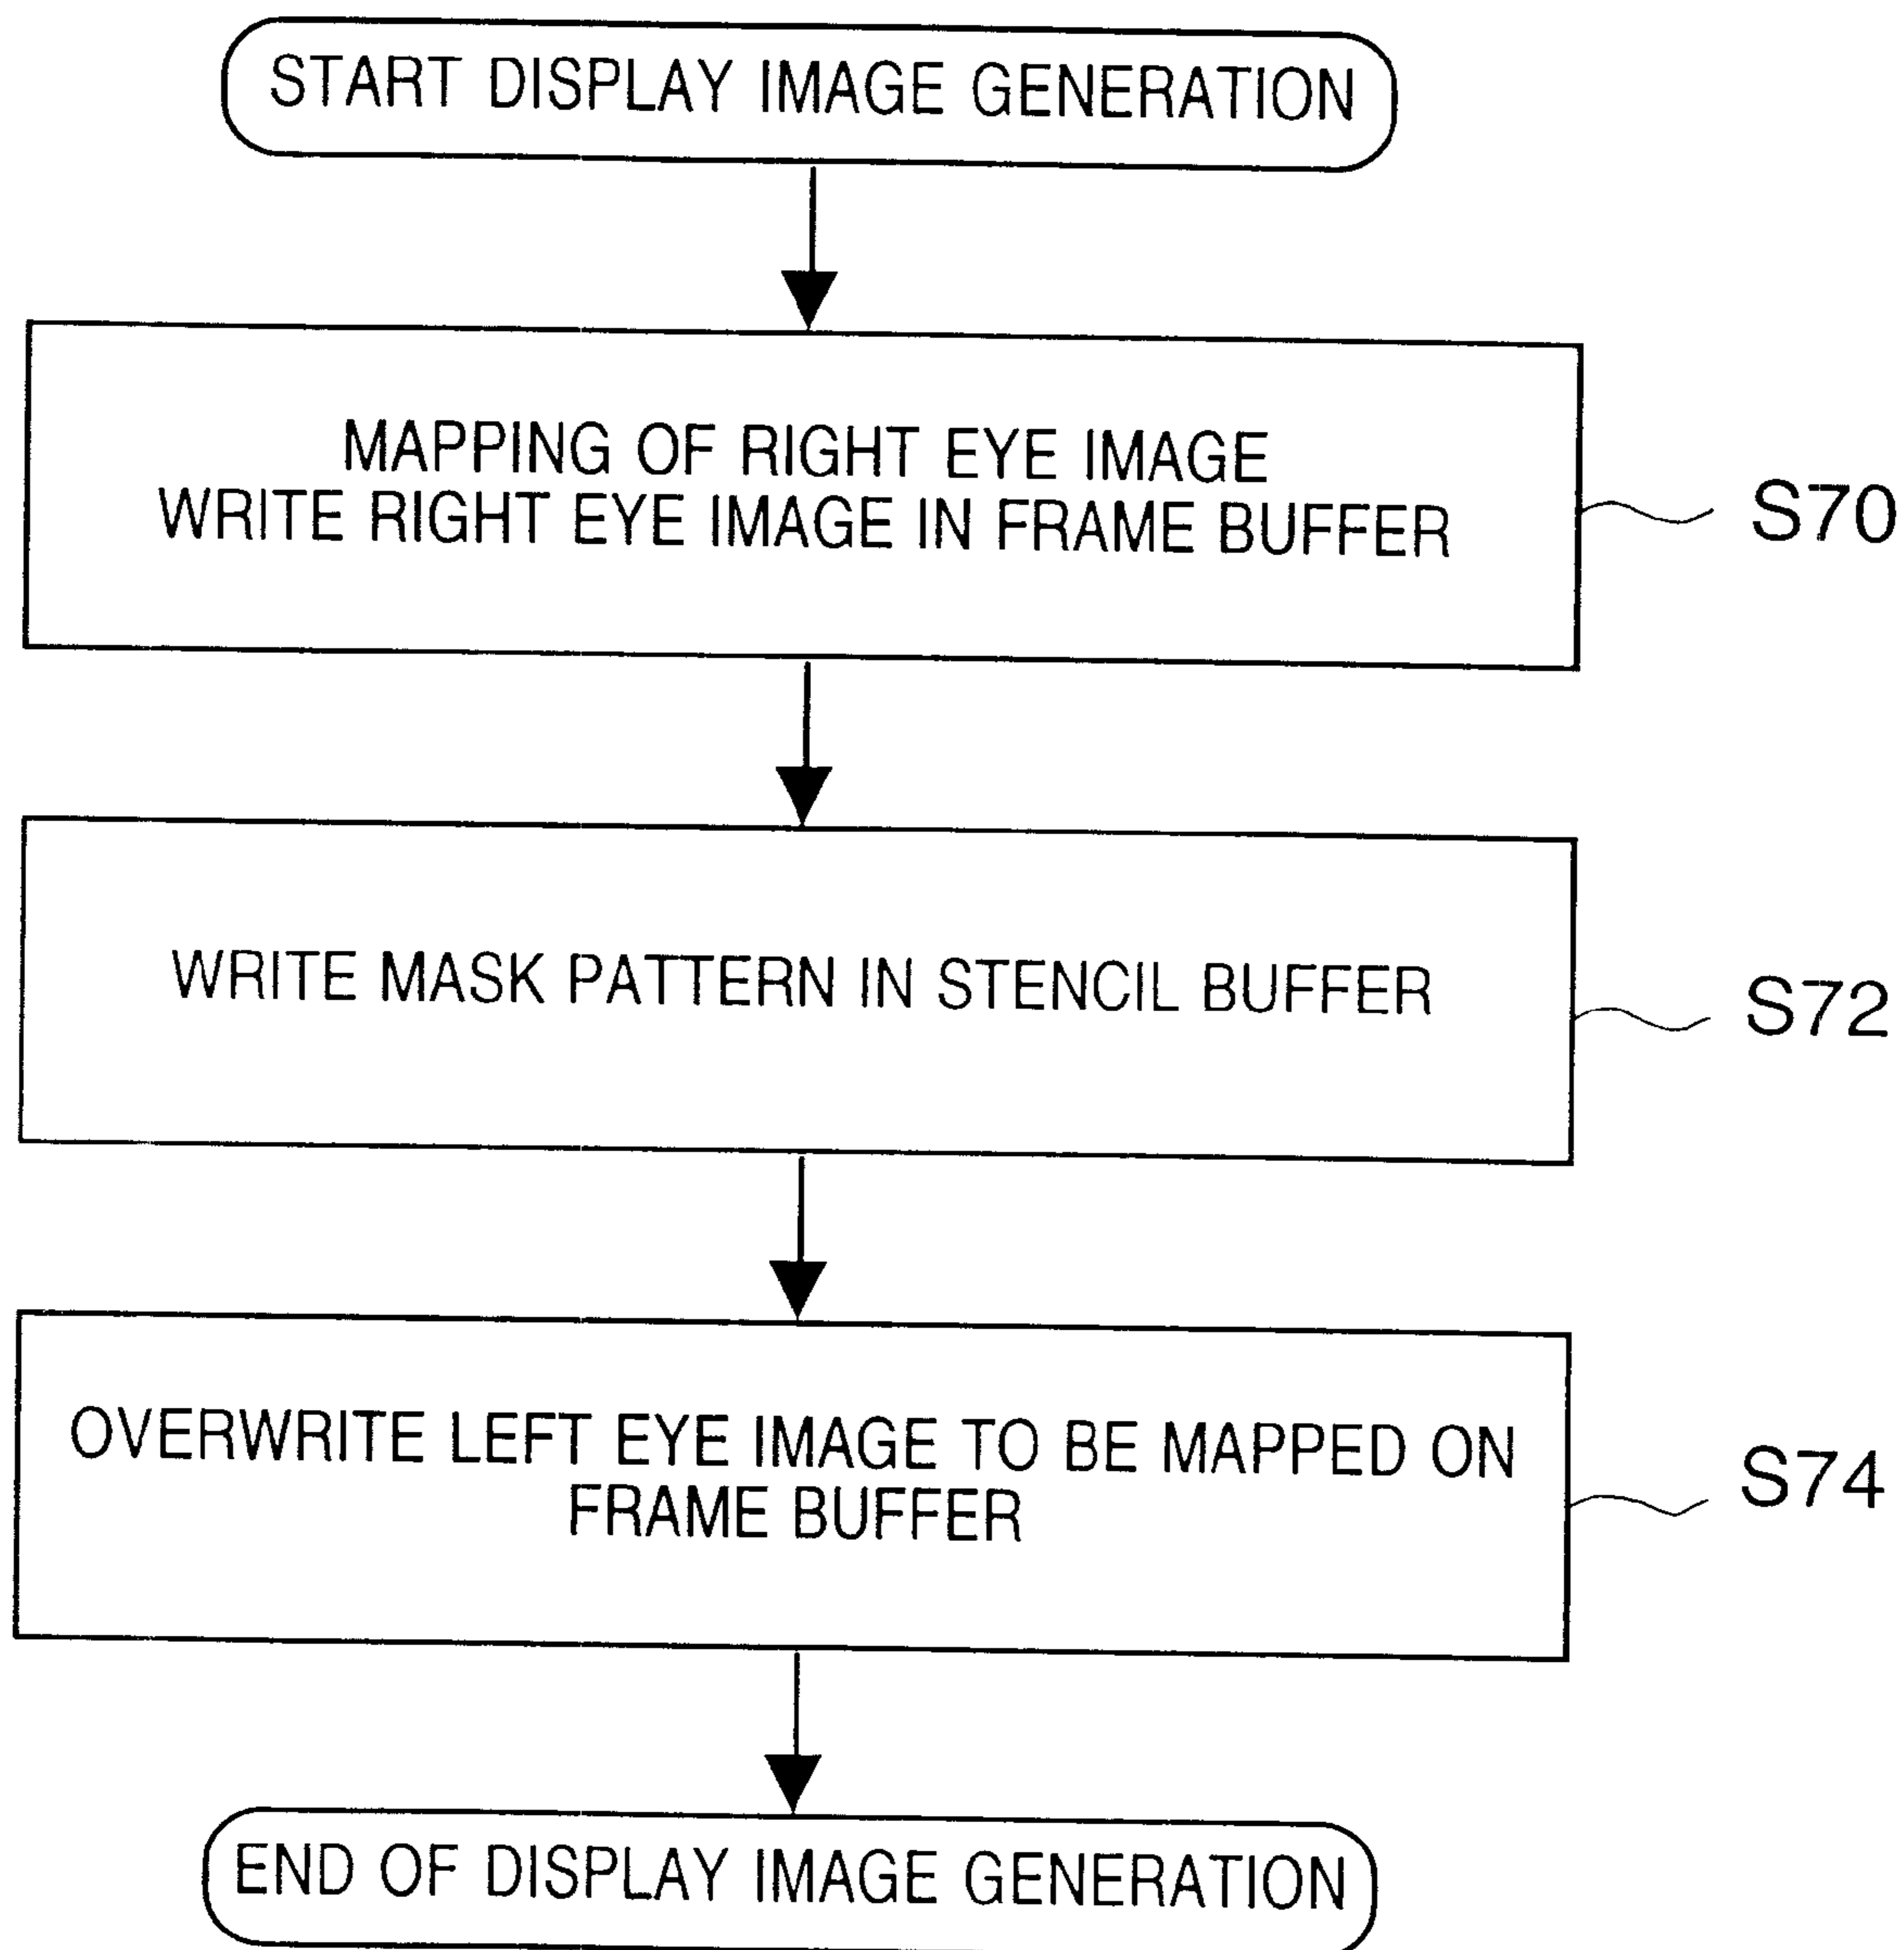 START DISPLAY IMAGE GENERATION
MAPPING OF RIGHT EYE IMAGE
WRITE RIGHT EYE IMAGE IN FRAME BUFFER
S70
WRITE MASK PATTERN IN STENCIL BUFFER
S72
OVERWRITE LEFT EYE IMAGE TO BE MAPPED ON
FRAME BUFFER
S74
END OF DISPLAY IMAGE GENERATION